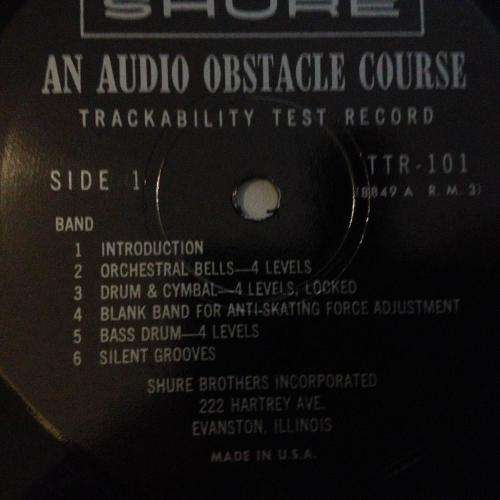 SHURE
AN AUDIO OBSTACLE COURSE
TRACKABILITY TEST RECORD
SIDE 1
TTR-101
(8849 A R. M. 3)
BAND
1 INTRODUCTION
2 ORCHESTRAL BELLS—4 LEVELS
3 DRUM & CYMBAL—4 LEVELS, LOCKED
4 BLANK BAND FOR ANTI-SKATING FORCE ADJUSTMENT
5 BASS DRUM—4 LEVELS
6 SILENT GROOVES
SHURE BROTHERS INCORPORATED
222 HARTREY AVE.
EVANSTON, ILLINOIS
MADE IN U.S.A.